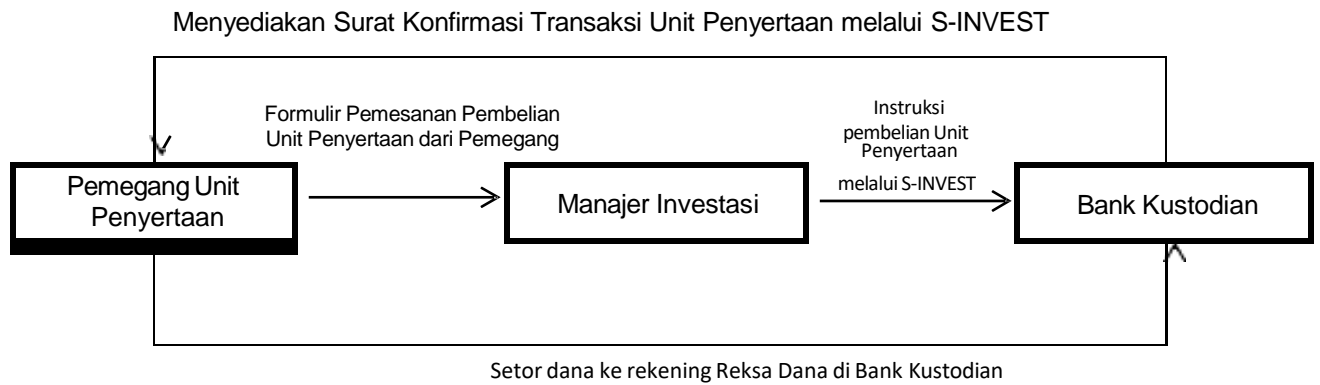 Menyediakan Surat Konfirmasi Transaksi Unit Penyertaan melalui S-INVEST
Formulir Pemesanan Pembelian
Unit Penyertaan dari Pemegang
Instruksi
pembelian Unit
Penyertaan
melalui S-INVEST
Pemegang Unit
Penyertaan
Manajer Investasi
Bank Kustodian
Setor dana ke rekening Reksa Dana di Bank Kustodian